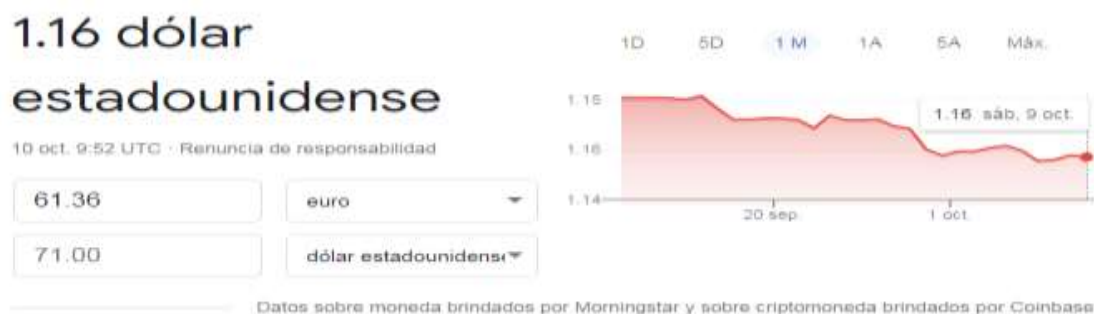 1.16 dólar
estadounidense
10 oct. 9:52 UTC · Renuncia de responsabilidad
61.36 euro
71.00 dólar estadounidens
1D 5D 1 M 1A 5A Máx.
1.15
1.16
1.14
1.16 sáb, 9 oct.
20 sep. 1 oct.
Datos sobre moneda brindados por Morningstar y sobre criptomoneda brindados por Coinbase